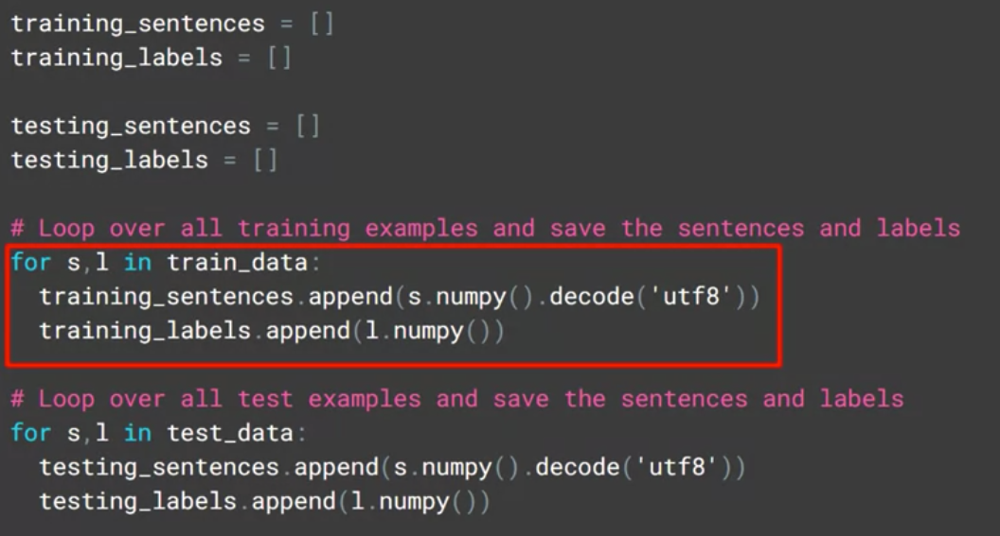 training_sentences = []
training_labels = []
testing_sentences = []
testing_labels = []
# Loop over all training examples and save the sentences and labels
for s,l in train_data:
  training_sentences.append(s.numpy().decode('utf8'))
  training_labels.append(l.numpy())
# Loop over all test examples and save the sentences and labels
for s,l in test_data:
  testing_sentences.append(s.numpy().decode('utf8'))
  testing_labels.append(l.numpy())